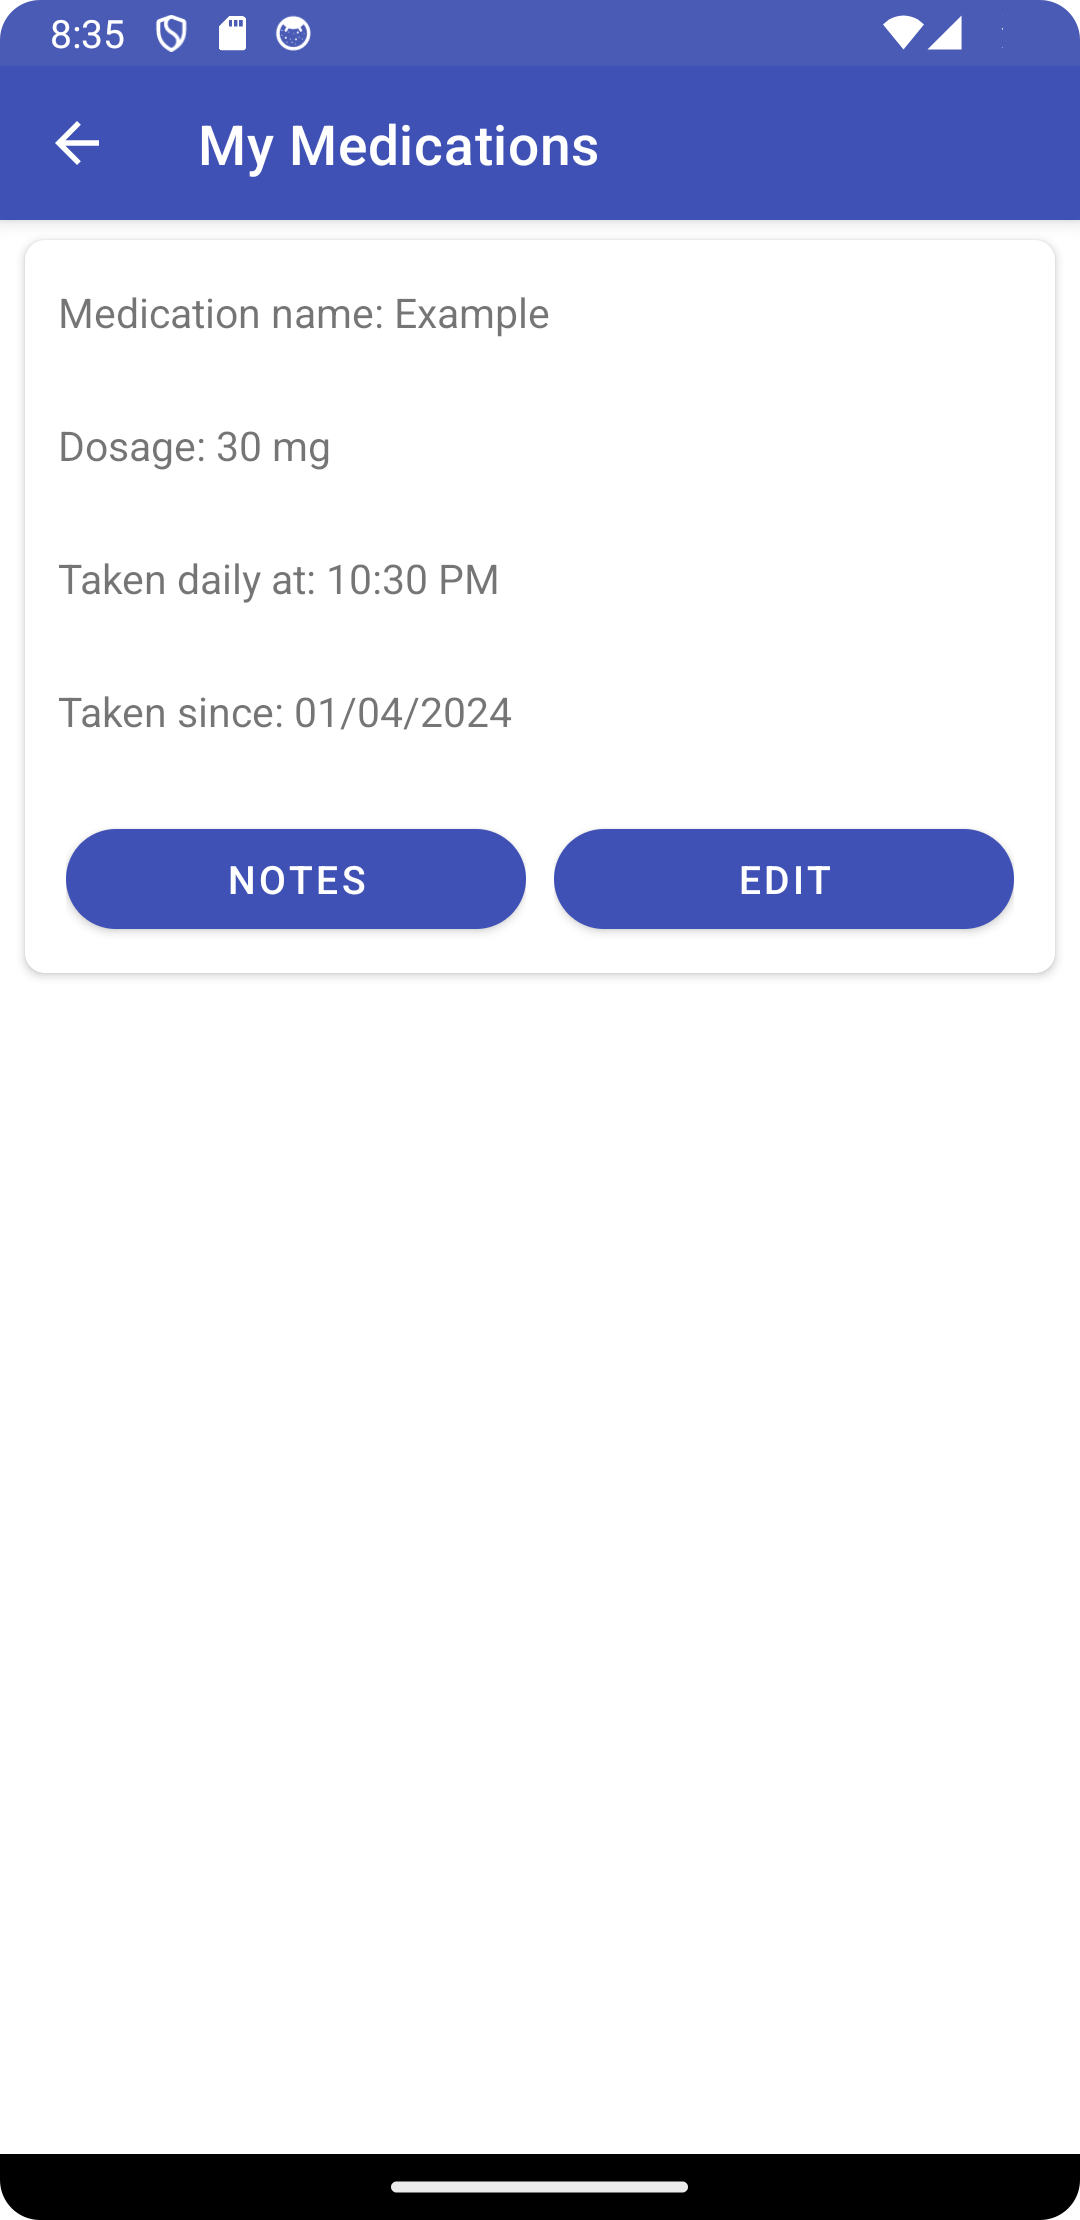 8:35
My Medications
Medication name: Example
Dosage: 30 mg
Taken daily at: 10:30 PM
Taken since: 01/04/2024
NOTES
EDIT